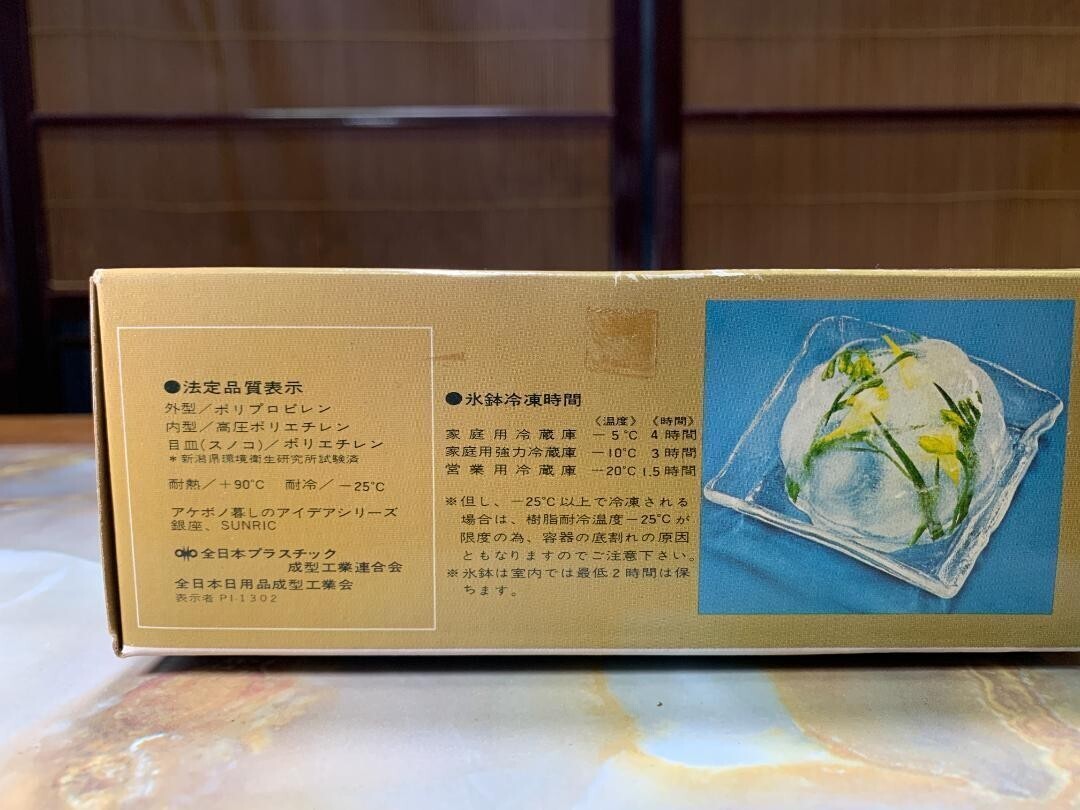 ●法定品質表示
外型／ポリプロピレン
内型／高圧ポリエチレン
目皿(スノコ)／ポリエチレン
＊新潟県環境衛生研究所試験済
耐熱／＋90℃　耐冷／－25℃
アケボノ暮しのアイデアシリーズ
銀座、SUNRIC
全日本プラスチック
成型工業連合会
全日本日用品成型工業会
表示者 PI-1302
●氷鉢冷凍時間
《温度》《時間》
家庭用冷蔵庫 －5℃ 4時間
家庭用強力冷蔵庫 －10℃ 3時間
営業用冷蔵庫 －20℃ 1.5時間
※但し、－25℃以上で冷凍される
場合は、樹脂耐冷温度－25℃が
限度の為、容器の底割れの原因
ともなりますのでご注意下さい。
※氷鉢は室内では最低2時間は保
ちます。